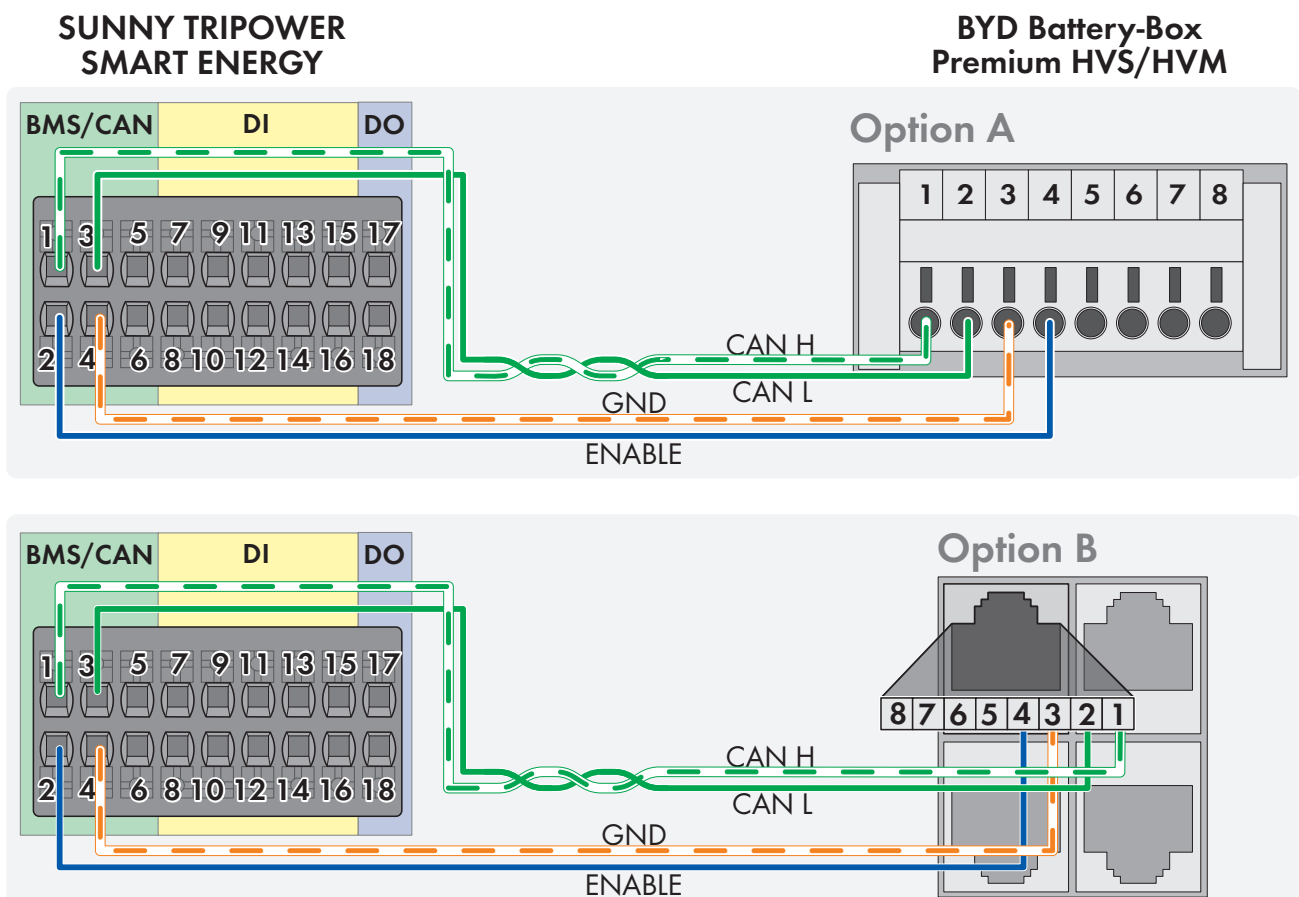 SUNNY TRIPOWER
SMART ENERGY
BYD Battery-Box
Premium HVS/HVM
BMS/CAN DI DO
Option A
1 2 3 4 5 6 7 8
1 3 5 7 9 11 13 15 17
2 4 6 8 10 12 14 16 18
CAN H
CAN L
GND
ENABLE
BMS/CAN DI DO
Option B
1 3 5 7 9 11 13 15 17
8 7 6 5 4 3 2 1
2 4 6 8 10 12 14 16 18
CAN H
CAN L
GND
ENABLE